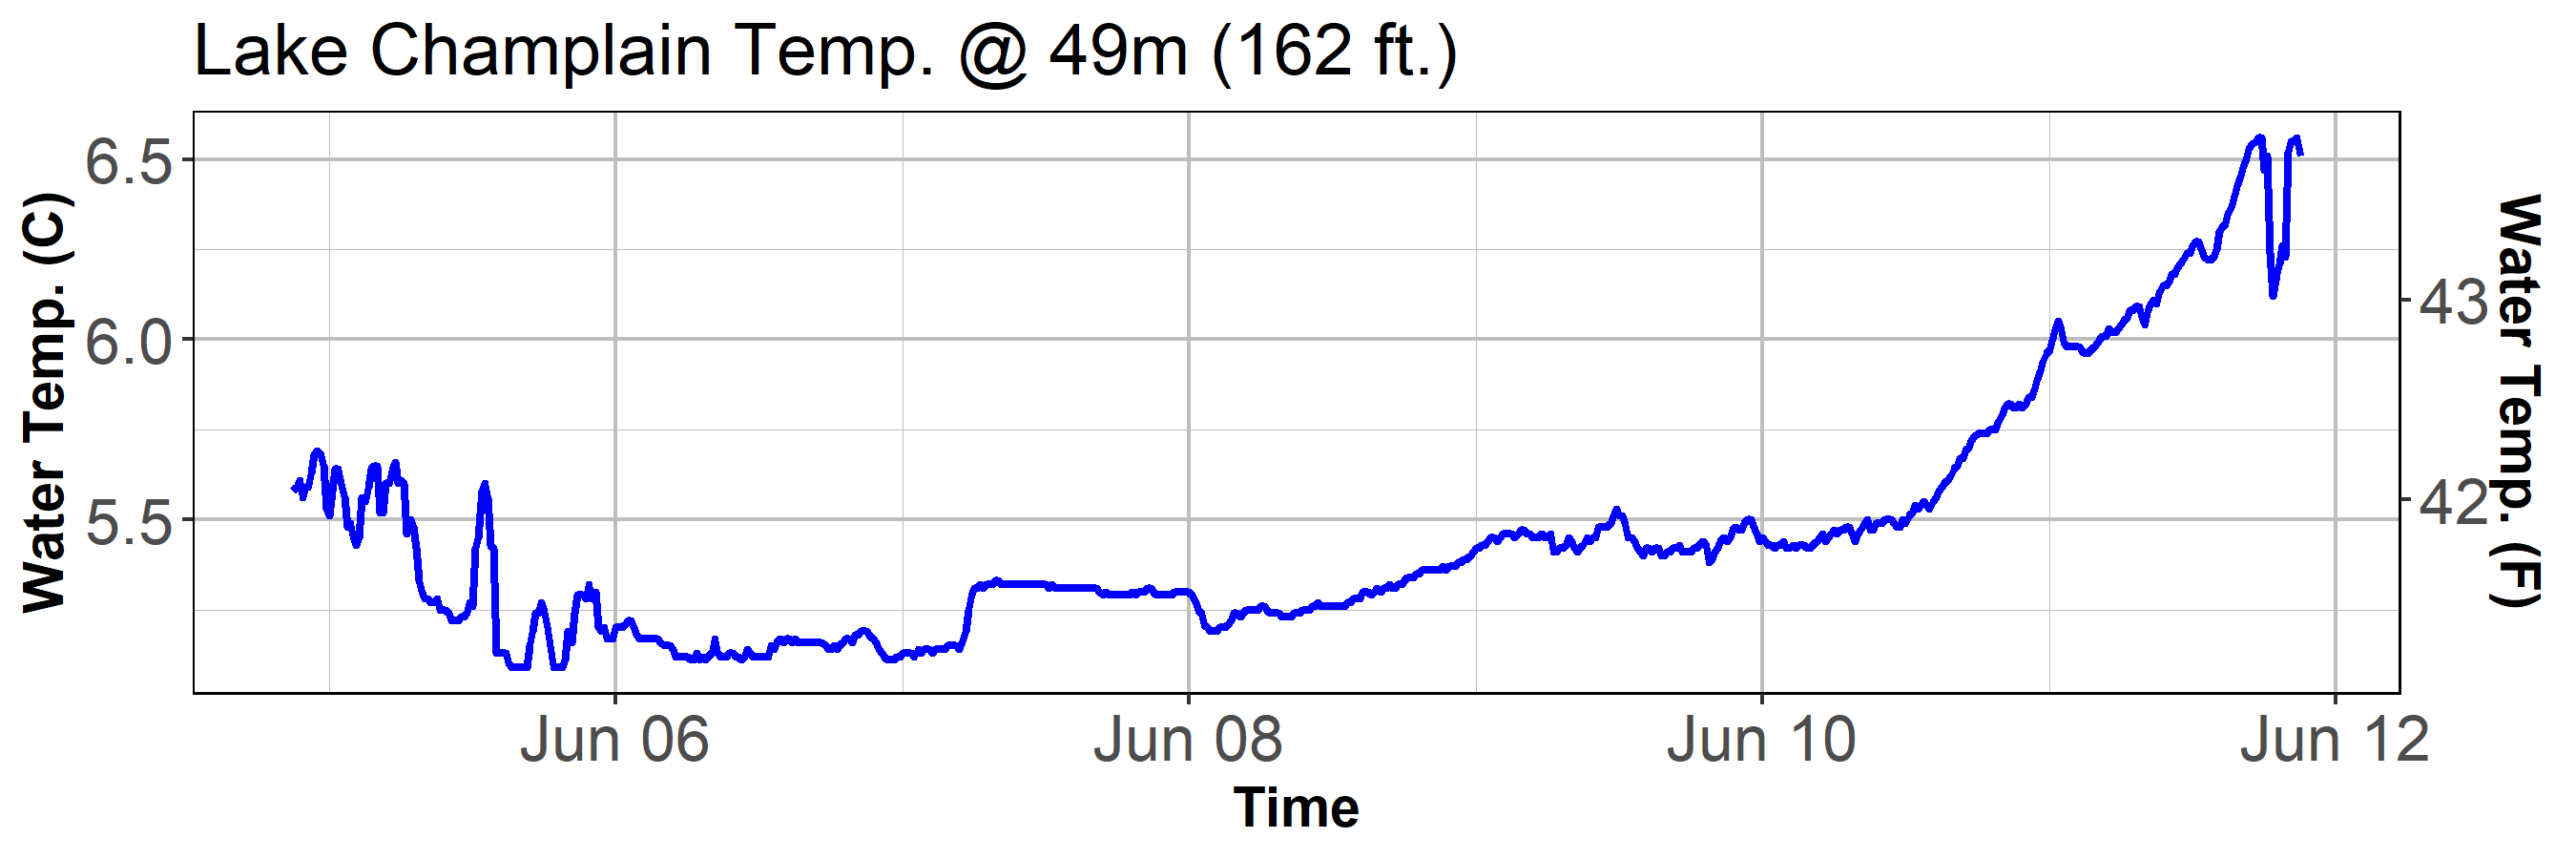 Lake Champlain Temp. @ 49m (162 ft.)
Water Temp. (C)
6.5
6.0
5.5
43
42
Water Temp. (F)
Jun 06
Jun 08
Jun 10
Jun 12
Time